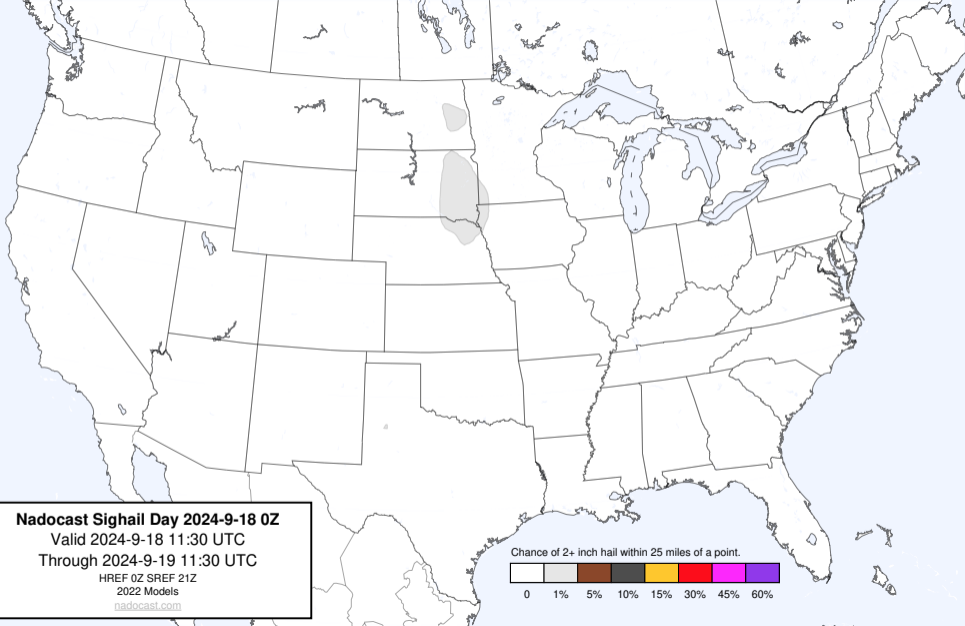 Nadocast Sighail Day 2024-9-18 0Z
Valid 2024-9-18 11:30 UTC
Through 2024-9-19 11:30 UTC
HREF 0Z SREF 21Z
2022 Models
nadocast.com
Chance of 2+ inch hail within 25 miles of a point.
0 1% 5% 10% 15% 30% 45% 60%